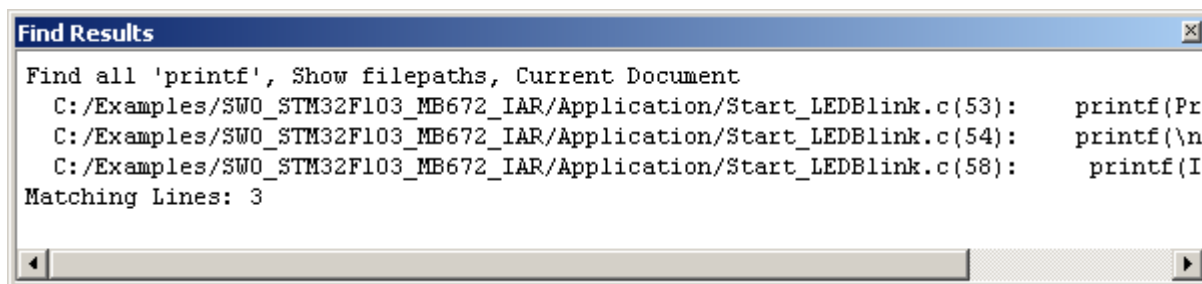 Find Results
Find all 'printf', Show filepaths, Current Document
C:/Examples/SWO_STM32F103_MB672_IAR/Application/Start_LEDBlink.c(53):    printf(Pr
C:/Examples/SWO_STM32F103_MB672_IAR/Application/Start_LEDBlink.c(54):    printf(\n
C:/Examples/SWO_STM32F103_MB672_IAR/Application/Start_LEDBlink.c(58):     printf(I
Matching Lines: 3